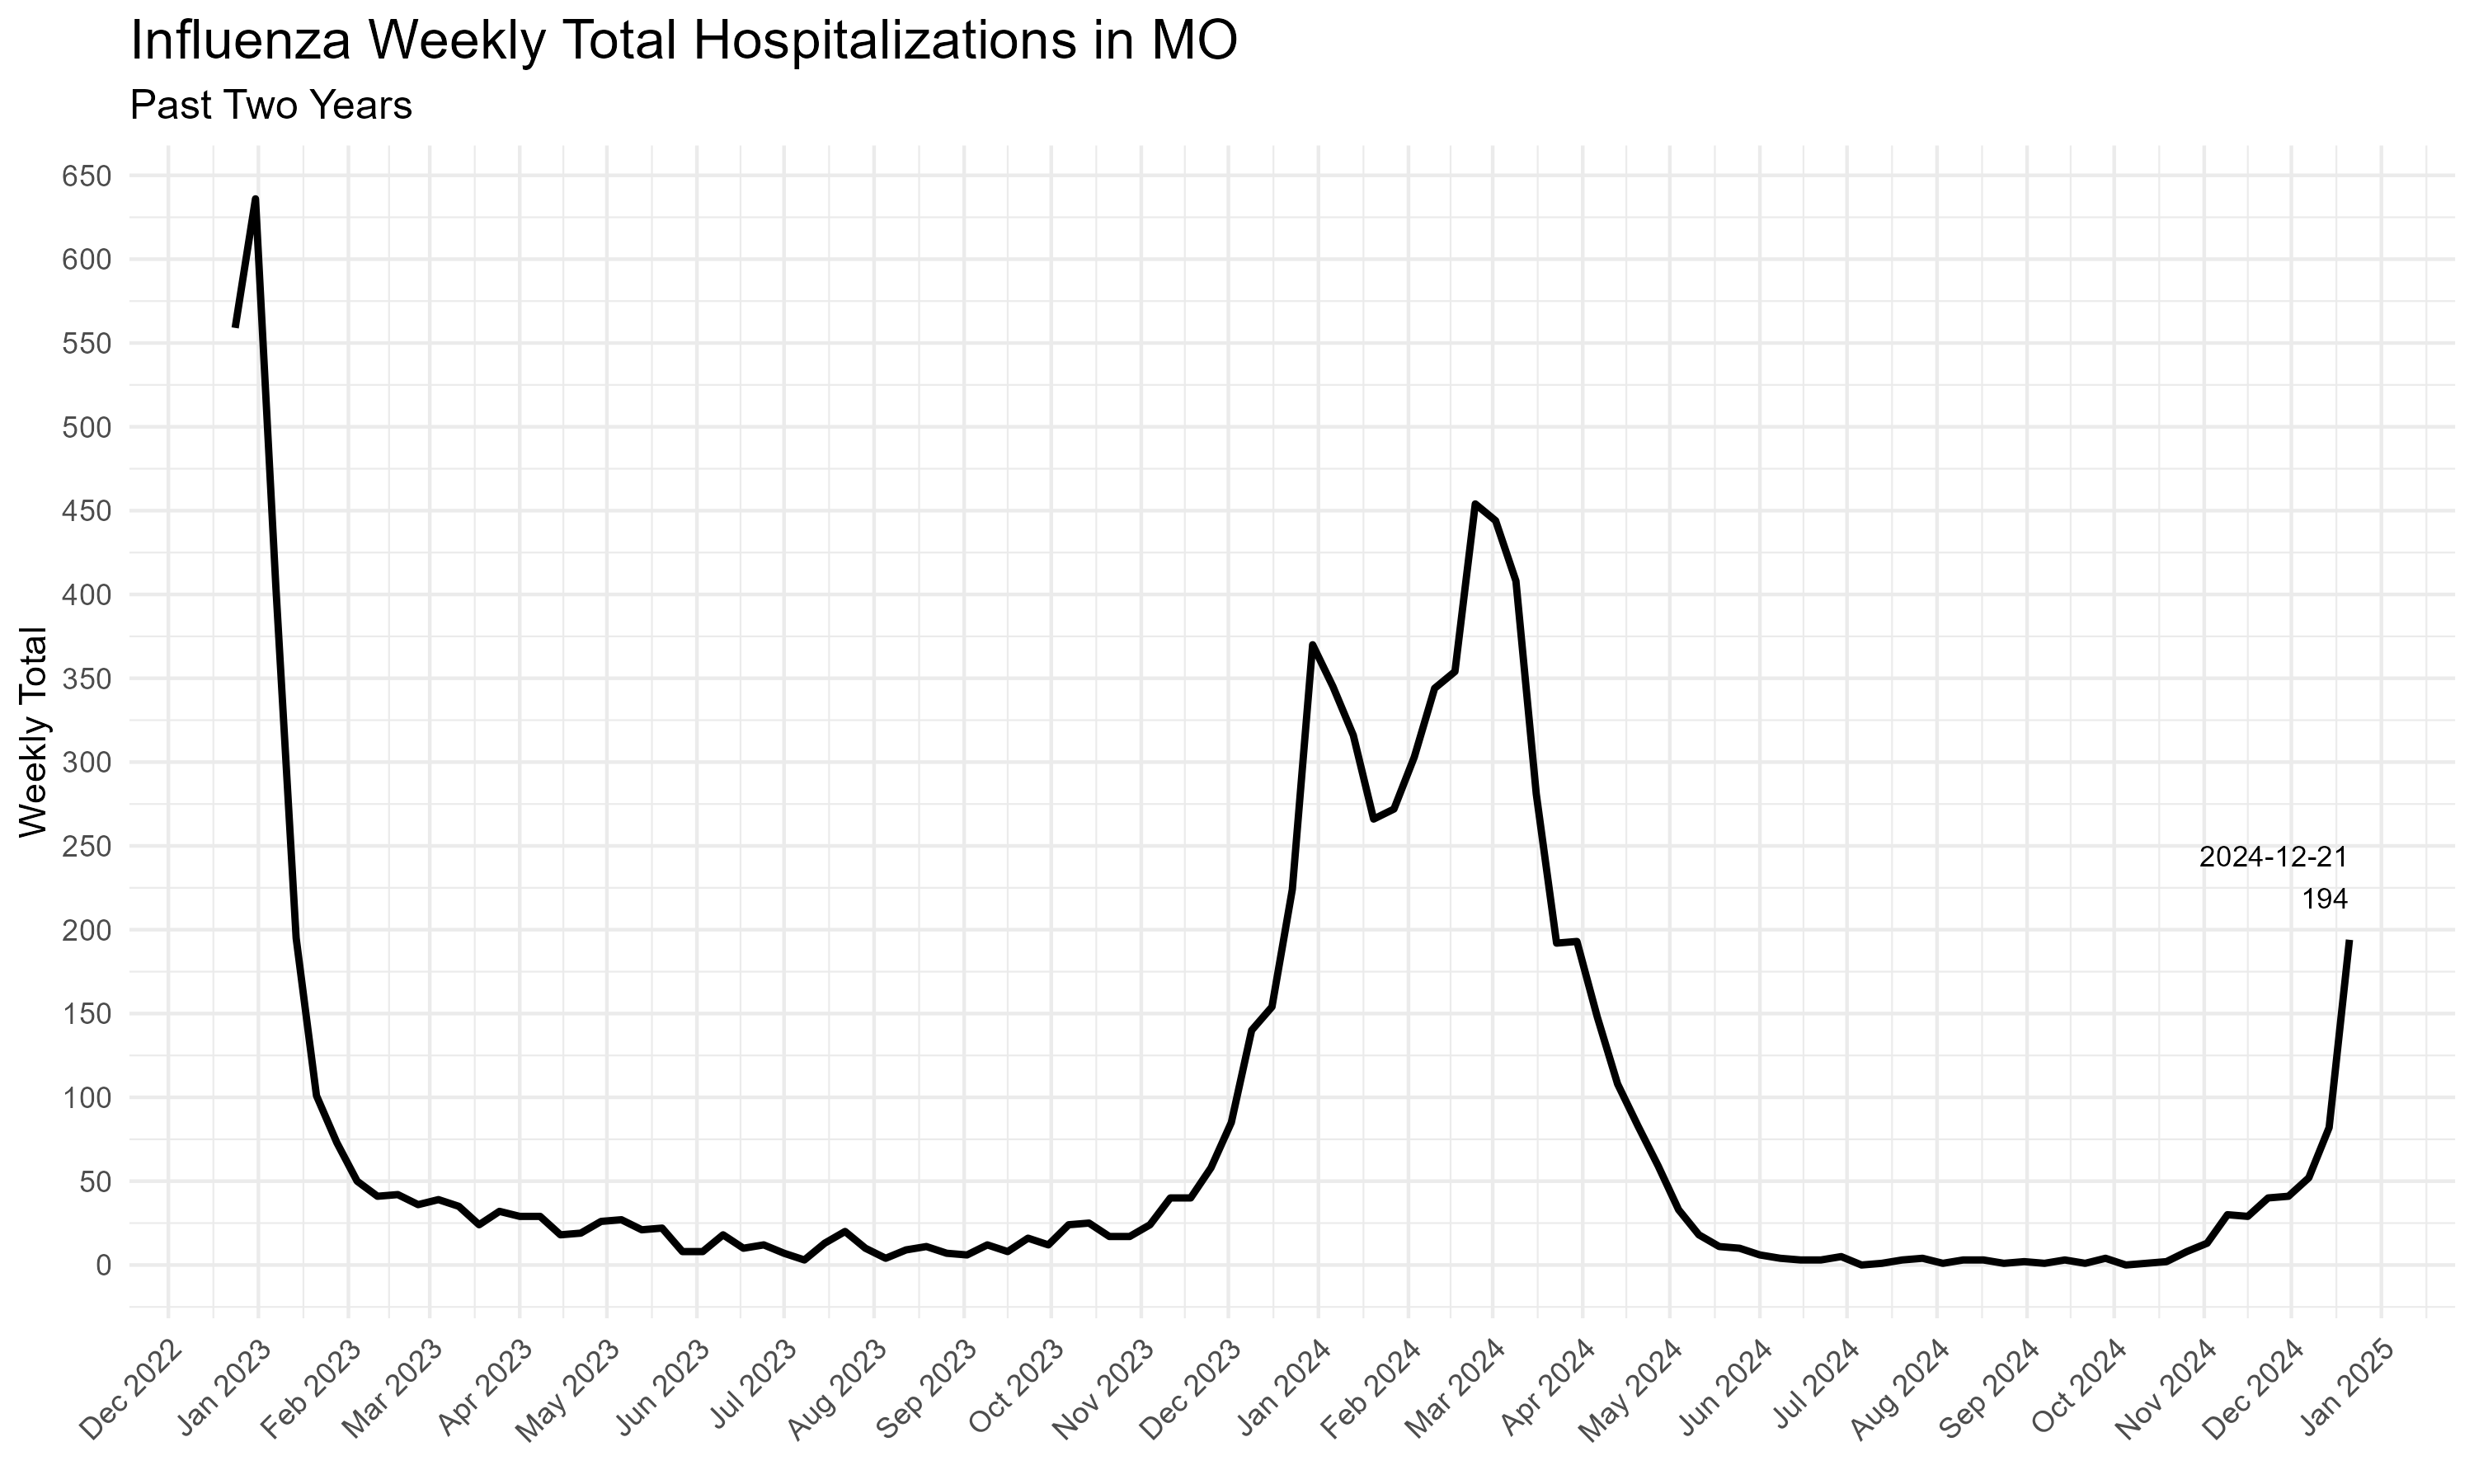 Influenza Weekly Total Hospitalizations in MO
Past Two Years
Weekly Total
650
600
550
500
450
400
350
300
250
200
150
100
50
0
2024-12-21
194
Dec 2022
Jan 2023
Feb 2023
Mar 2023
Apr 2023
May 2023
Jun 2023
Jul 2023
Aug 2023
Sep 2023
Oct 2023
Nov 2023
Dec 2023
Jan 2024
Feb 2024
Mar 2024
Apr 2024
May 2024
Jun 2024
Jul 2024
Aug 2024
Sep 2024
Oct 2024
Nov 2024
Dec 2024
Jan 2025